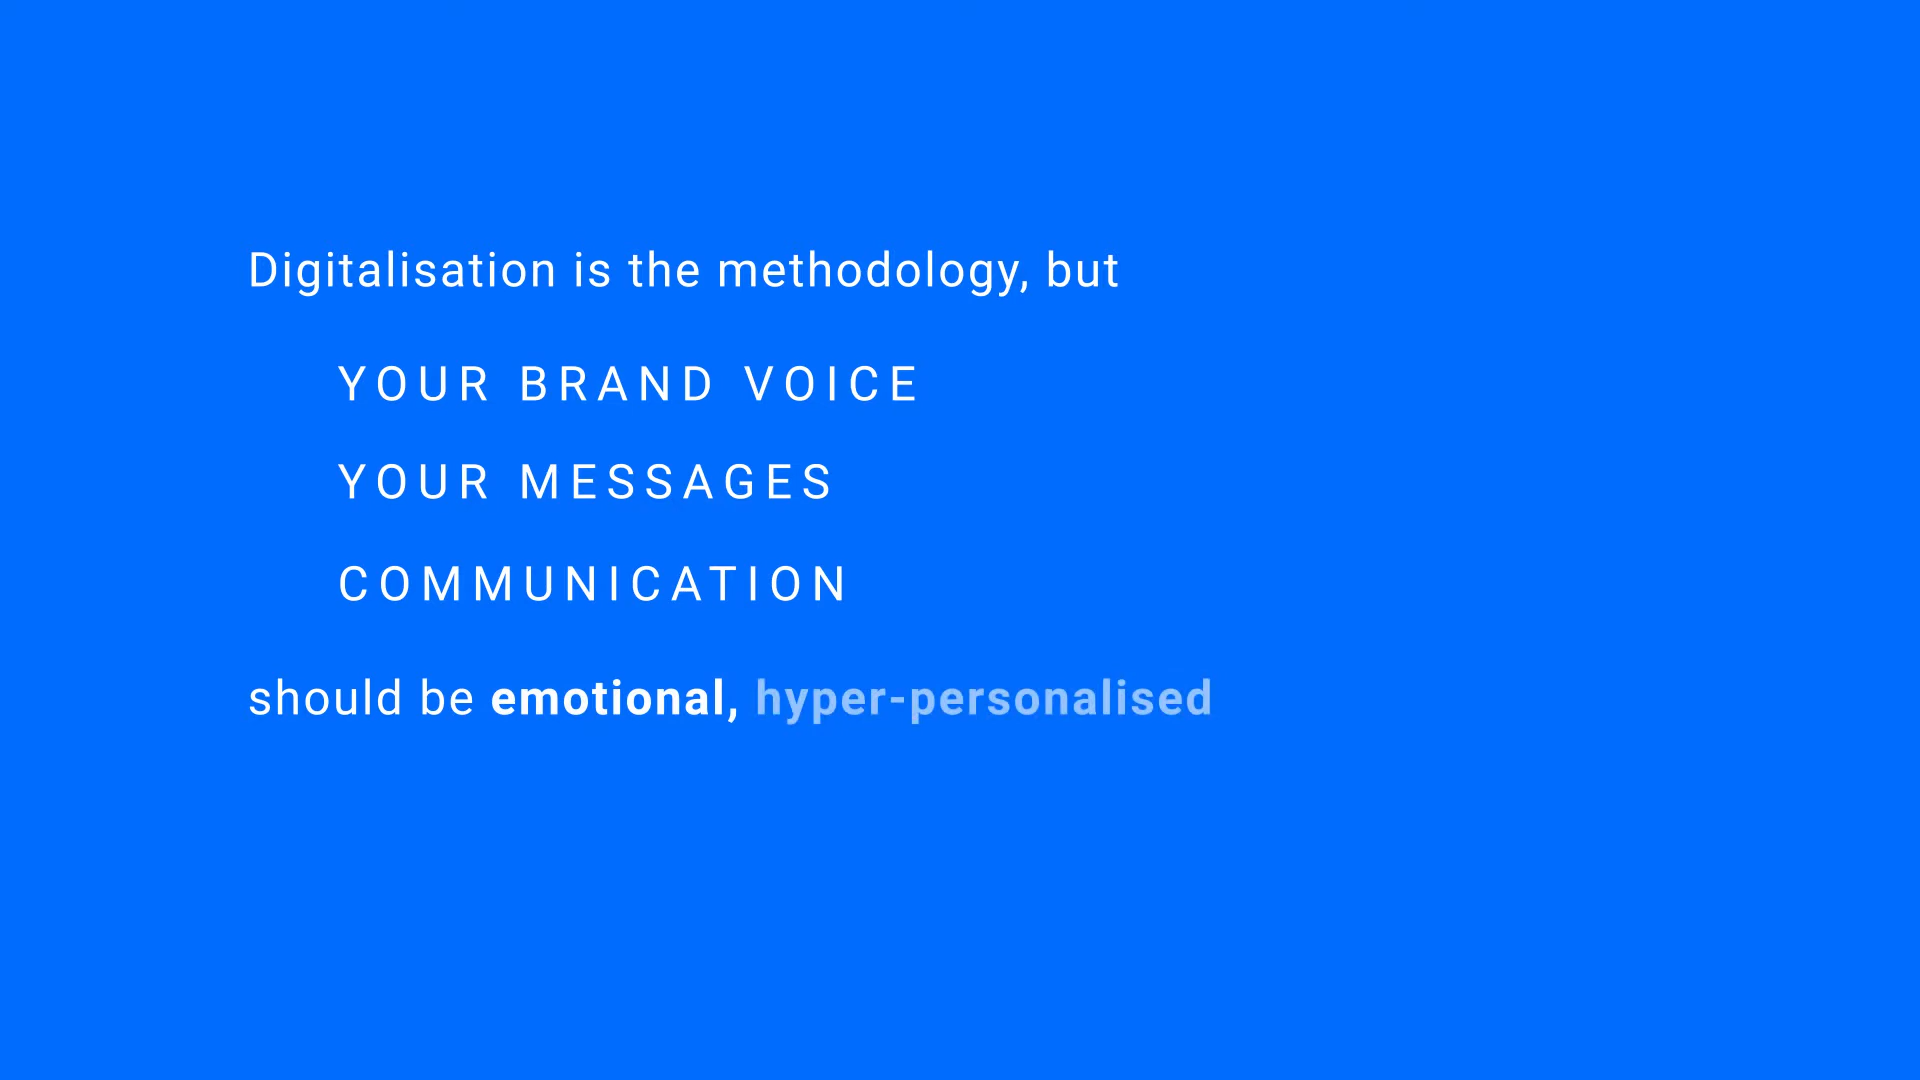 Digitalisation is the methodology, but
YOUR BRAND VOICE
YOUR MESSAGES
COMMUNICATION
should be emotional, hyper-personalised